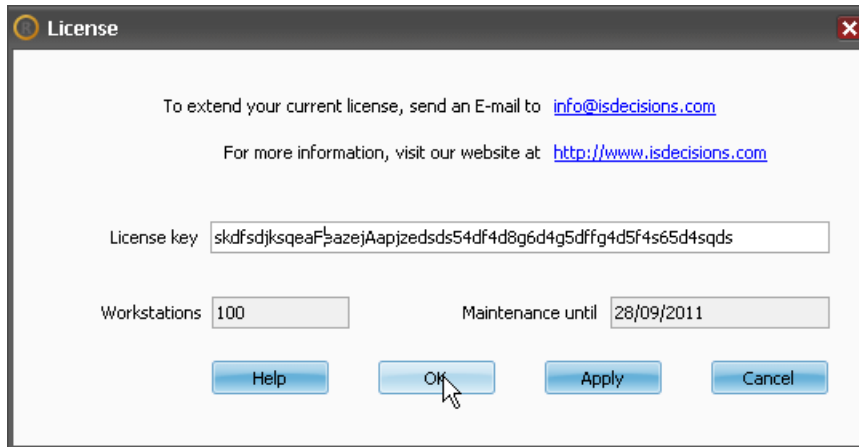 License
To extend your current license, send an E-mail to info@isdecisions.com
For more information, visit our website at http://www.isdecisions.com
License key skdfsdjksqeaFeazejAapjzedsds54df4d8g6d4g5dffg4d5f4s65d4sqds
Workstations 100 Maintenance until 28/09/2011
Help OK Apply Cancel